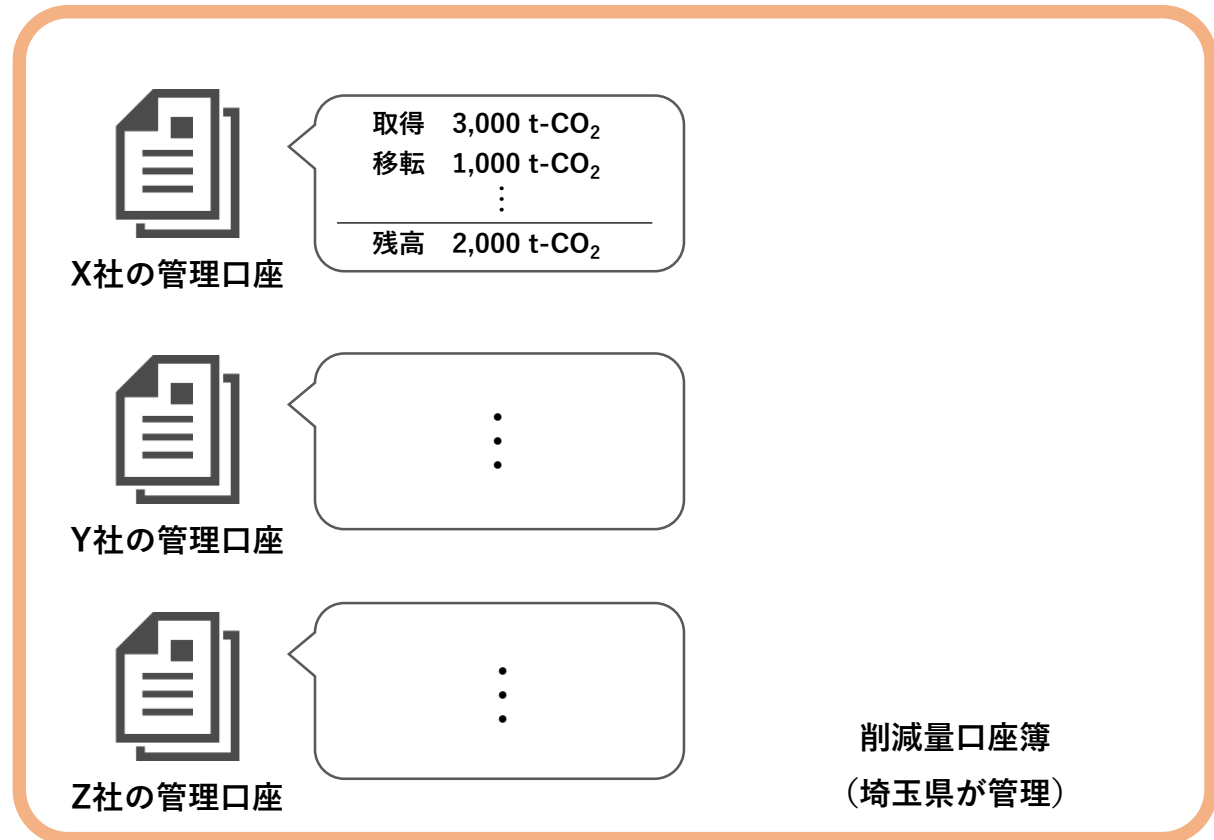 取得 3,000 t-CO₂
移転 1,000 t-CO₂
⋮
残高 2,000 t-CO₂
X社の管理口座
⋮
Y社の管理口座
⋮
Z社の管理口座
削減量口座簿
（埼玉県が管理）